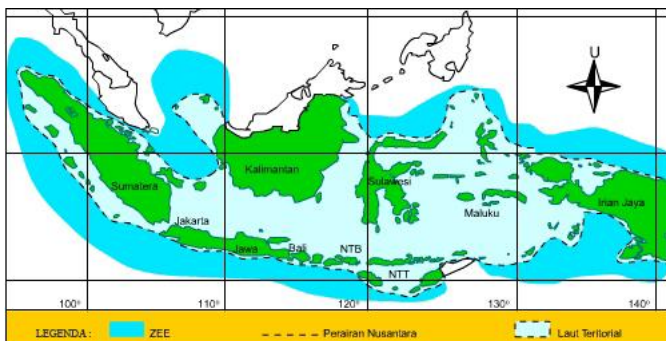 U
Kalimantan
Sumatera
Sulawesi
Irian Jaya
Maluku
Jakarta
Jawa
Bali
NTB
NTT
100° 110° 120° 130° 140°
LEGENDA : ZEE Perairan Nusantara Laut Teritorial